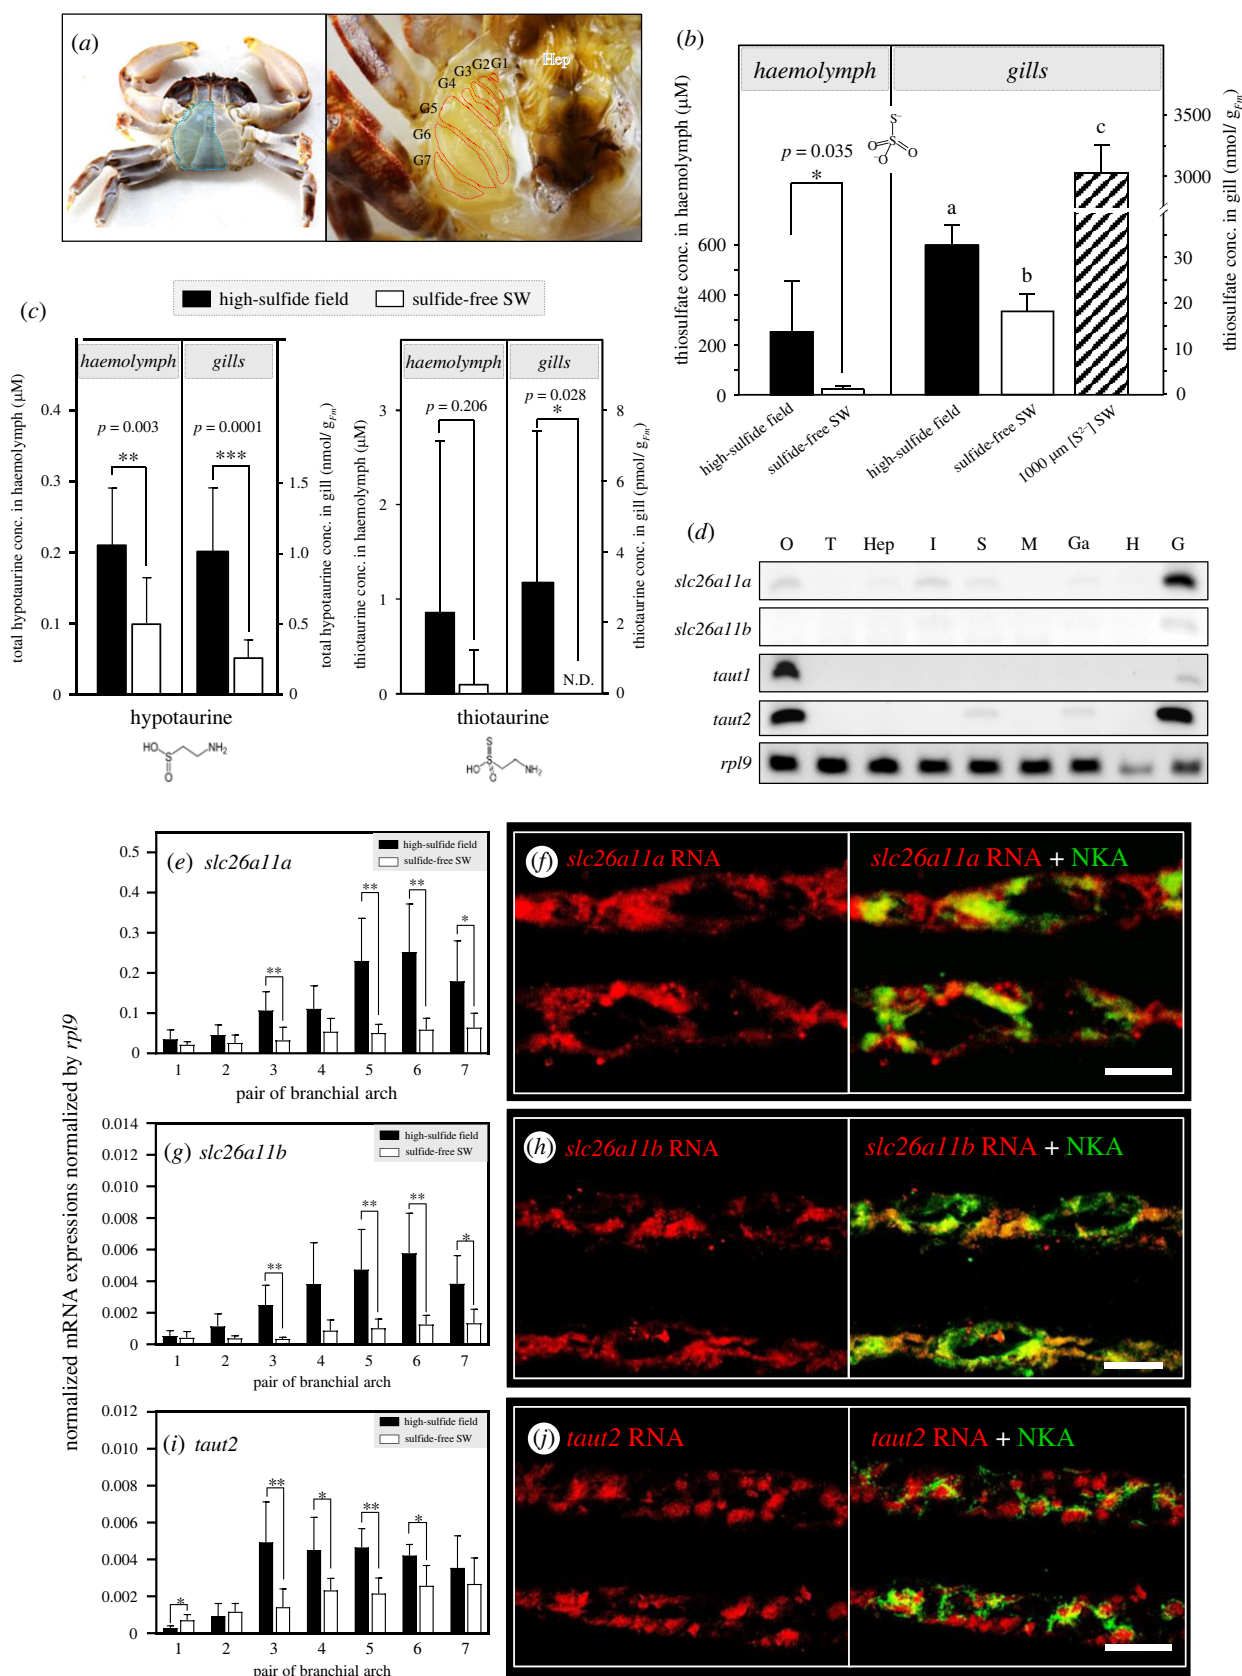 (a)
G1
G2
G3
G4
G5
G6
G7
Hep
(b)
haemolymph
gills
thiosulfate conc. in haemolymph (µM)
600
400
200
0
p = 0.035
*
S⁻
S
O
O
⁻O
a
b
c
3500
3000
30
20
10
0
thiosulfate conc. in gill (nmol/ gFm)
high-sulfide field
sulfide-free SW
high-sulfide field
sulfide-free SW
1000 µm [S²⁻] SW
high-sulfide field
sulfide-free SW
(c)
haemolymph
gills
total hypotaurine conc. in haemolymph (µM)
0.4
0.3
0.2
0.1
0
p = 0.003
p = 0.0001
**
***
1.5
1.0
0.5
0
total hypotaurine conc. in gill (nmol/ gFm)
hypotaurine
HO
S
O
NH₂
haemolymph
gills
thiotaurine conc. in haemolymph (µM)
3
2
1
0
p = 0.206
p = 0.028
*
N.D.
8
6
4
2
0
thiotaurine conc. in gill (pmol/ gFm)
thiotaurine
S
HO
S
O
NH₂
(d)
O T Hep I S M Ga H G
slc26a11a
slc26a11b
taut1
taut2
rpl9
normalized mRNA expressions normalized by rpl9
(e) slc26a11a
high-sulfide field
sulfide-free SW
0.5
0.4
0.3
0.2
0.1
0
**
**
**
*
1 2 3 4 5 6 7
pair of branchial arch
(f) slc26a11a RNA
slc26a11a RNA + NKA
(g) slc26a11b
high-sulfide field
sulfide-free SW
0.014
0.012
0.010
0.008
0.006
0.004
0.002
0
**
**
**
*
1 2 3 4 5 6 7
pair of branchial arch
(h) slc26a11b RNA
slc26a11b RNA + NKA
(i) taut2
high-sulfide field
sulfide-free SW
0.012
0.010
0.008
0.006
0.004
0.002
0
*
**
*
**
*
1 2 3 4 5 6 7
pair of branchial arch
(j) taut2 RNA
taut2 RNA + NKA